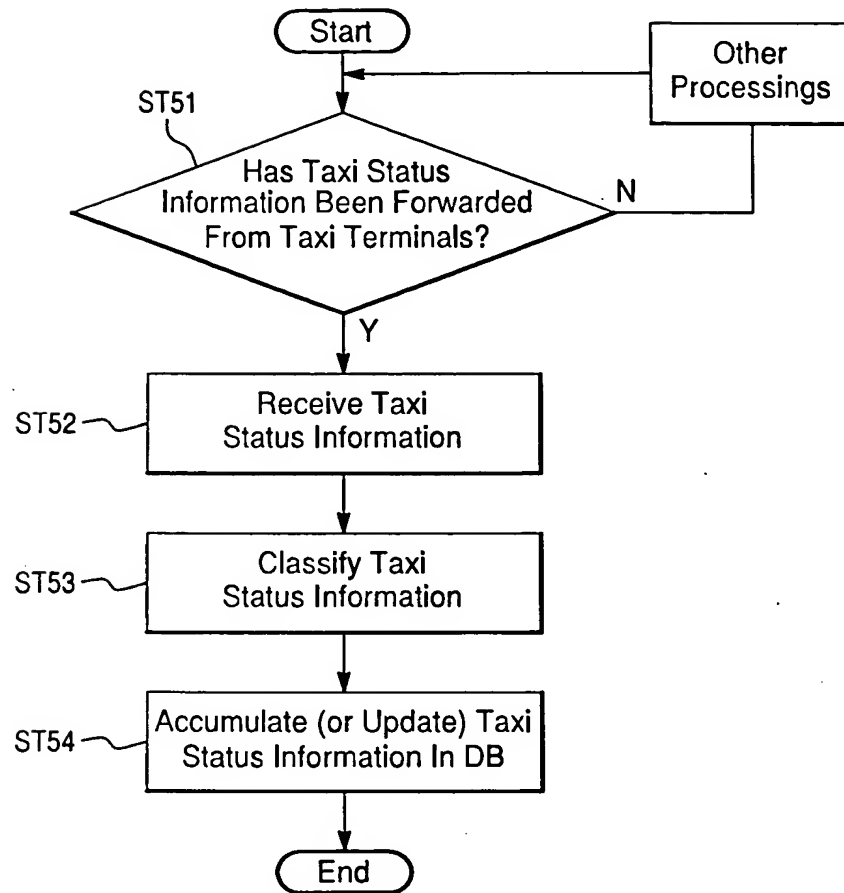 Start
Other
Processings
ST51
Has Taxi Status
Information Been Forwarded
From Taxi Terminals?
N
Y
ST52
Receive Taxi
Status Information
ST53
Classify Taxi
Status Information
ST54
Accumulate (or Update) Taxi
Status Information In DB
End